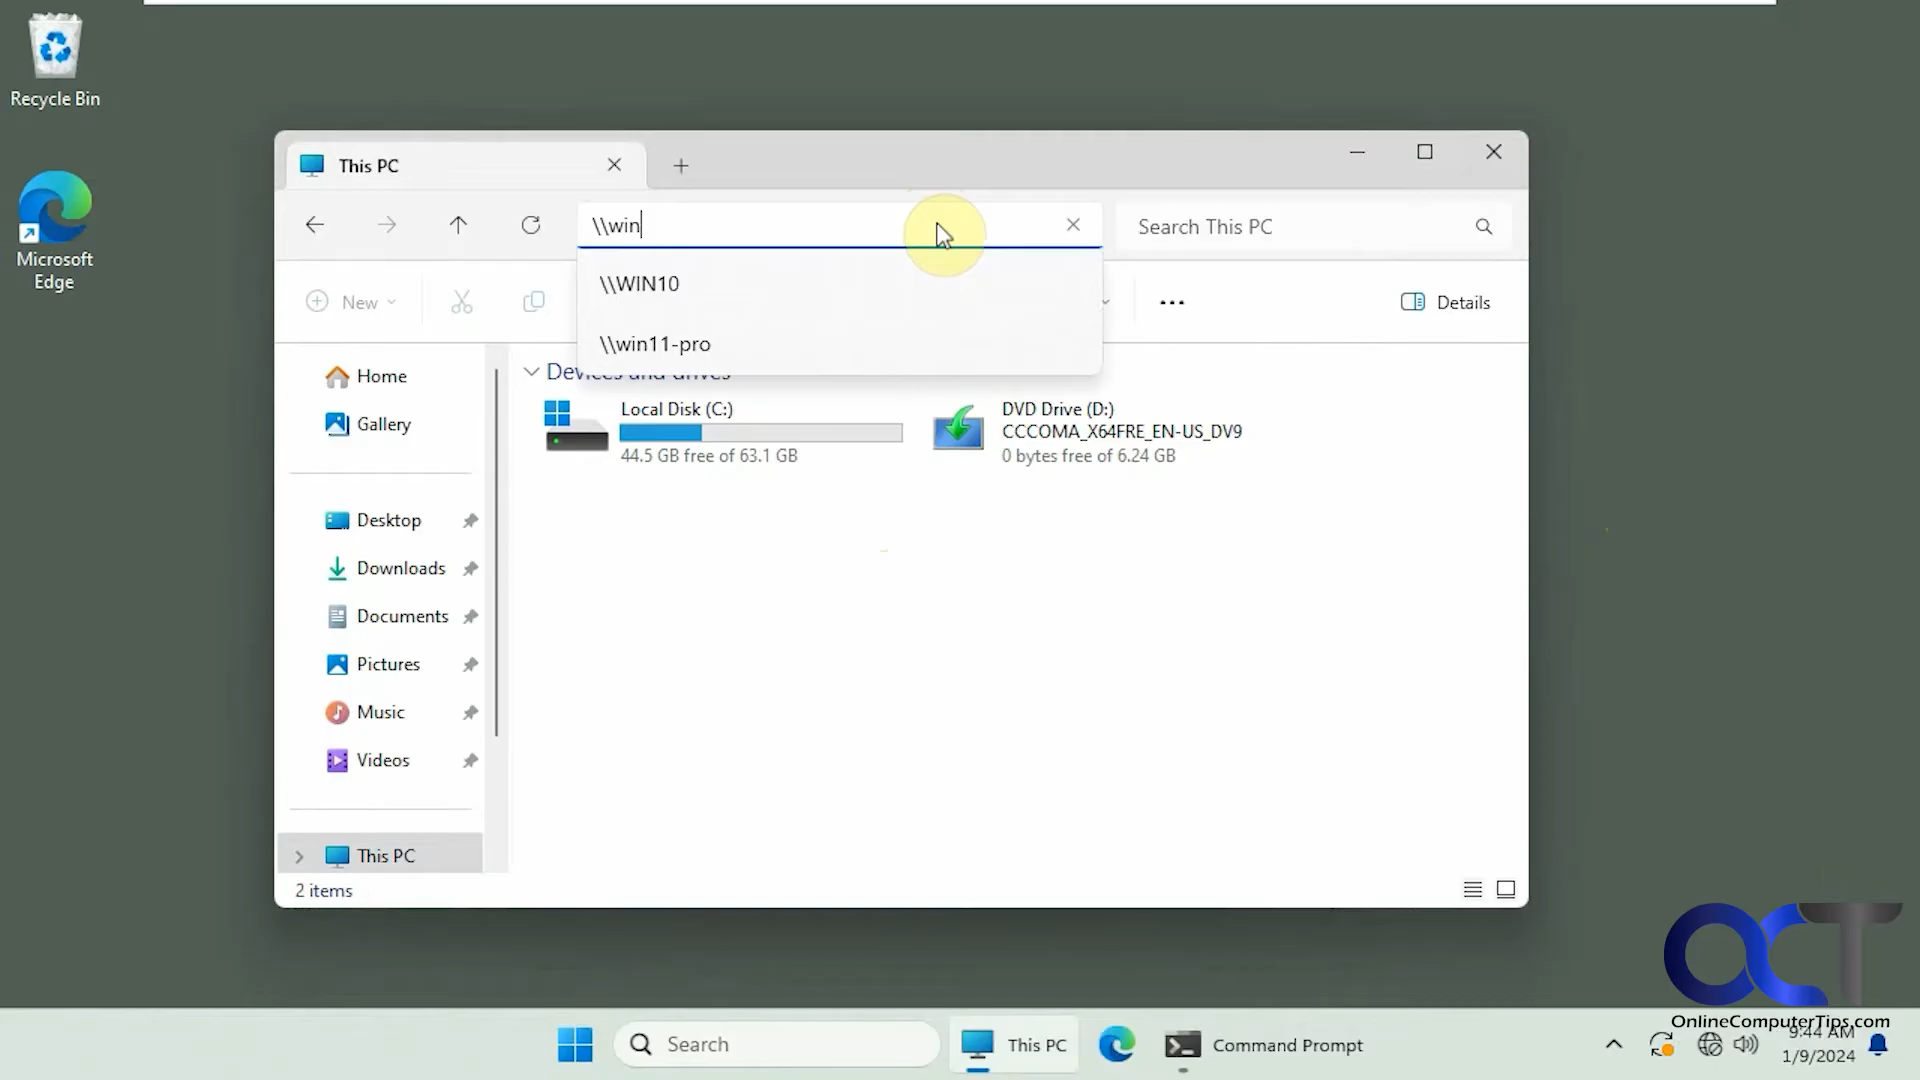 Recycle Bin
Microsoft
Edge
This PC
\\win
Search This PC
\\WIN10
\\win11-pro
New
Details
Home
Gallery
Desktop
Downloads
Documents
Pictures
Music
Videos
This PC
Devices and drives
Local Disk (C:)
44.5 GB free of 63.1 GB
DVD Drive (D:)
CCCOMA_X64FRE_EN-US_DV9
0 bytes free of 6.24 GB
2 items
OCT
OnlineComputerTips.com
Search
This PC
Command Prompt
9:44 AM
1/9/2024